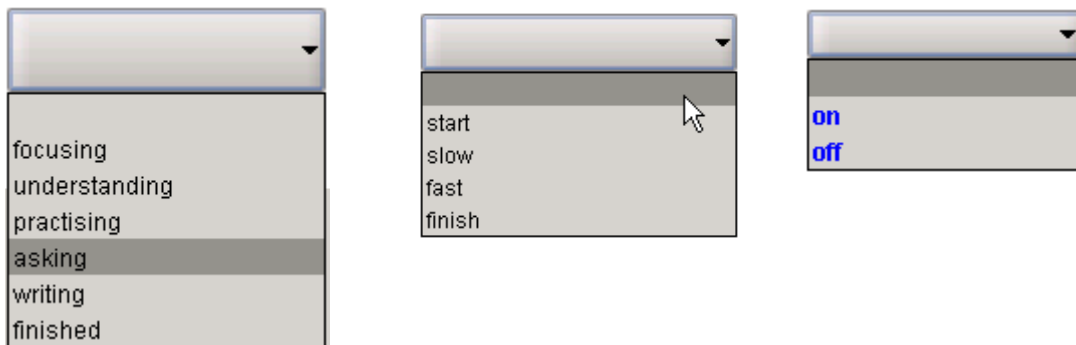 focusing
understanding
practising
asking
writing
finished
start
slow
fast
finish
on
off